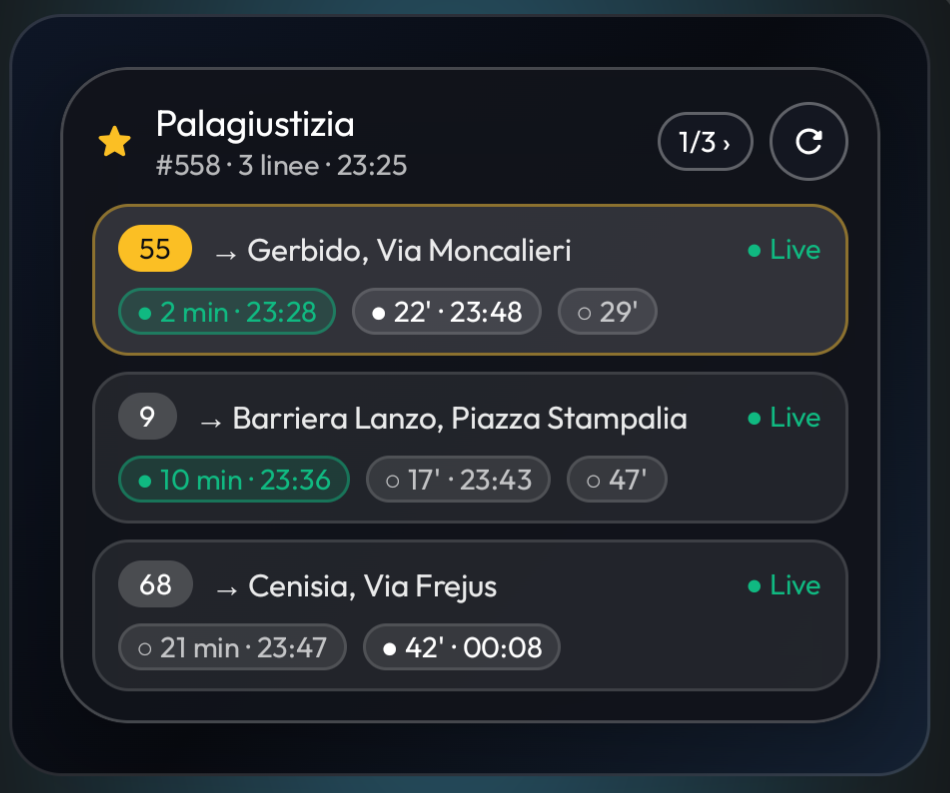 Palagiustizia
1/3 ›
#558 · 3 linee · 23:25
55 → Gerbido, Via Moncalieri ● Live
● 2 min · 23:28 ● 22' · 23:48 ○ 29'
9 → Barriera Lanzo, Piazza Stampalia ● Live
● 10 min · 23:36 ○ 17' · 23:43 ○ 47'
68 → Cenisia, Via Frejus ● Live
○ 21 min · 23:47 ● 42' · 00:08